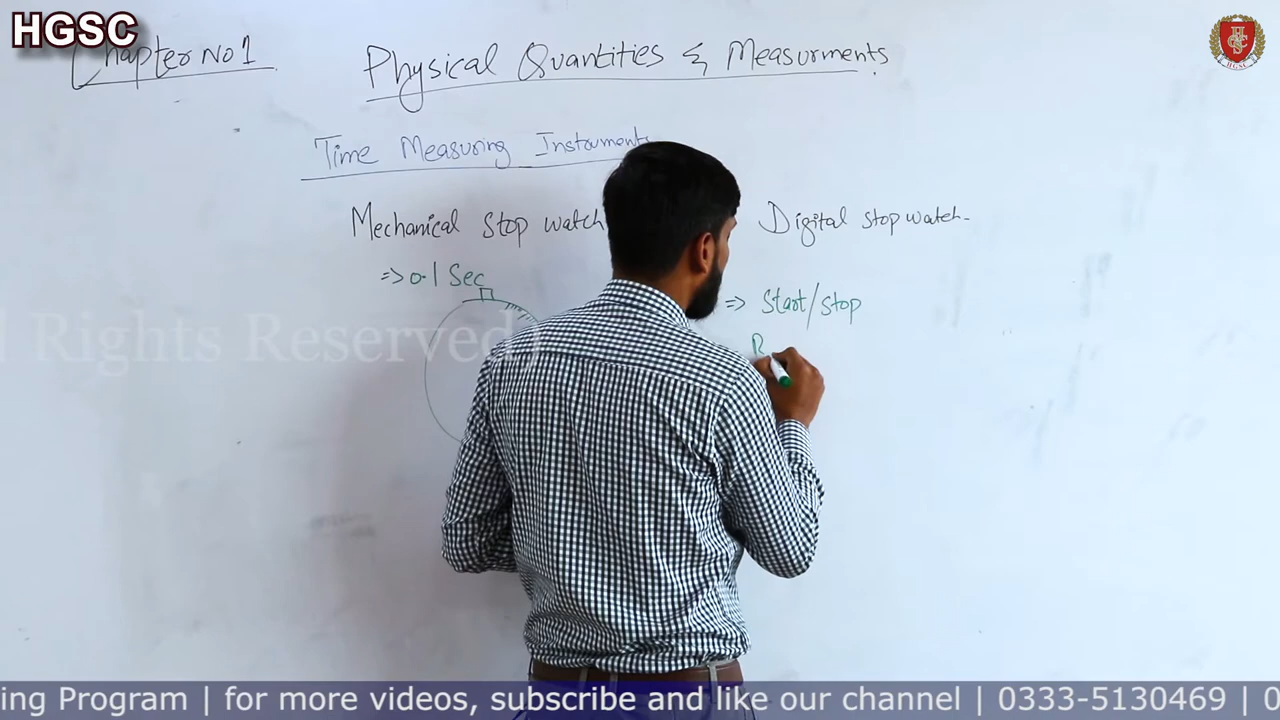 HGSC
Chapter No 1
Physical Quantities & Measurments
Time Measuring Instruments
Mechanical stop watch
Digital stop watch
⇒ 0.1 Sec
⇒ Start/stop
R
Rights Reserved)
HGSC
ing Program | for more videos, subscribe and like our channel | 0333-5130469 | 0